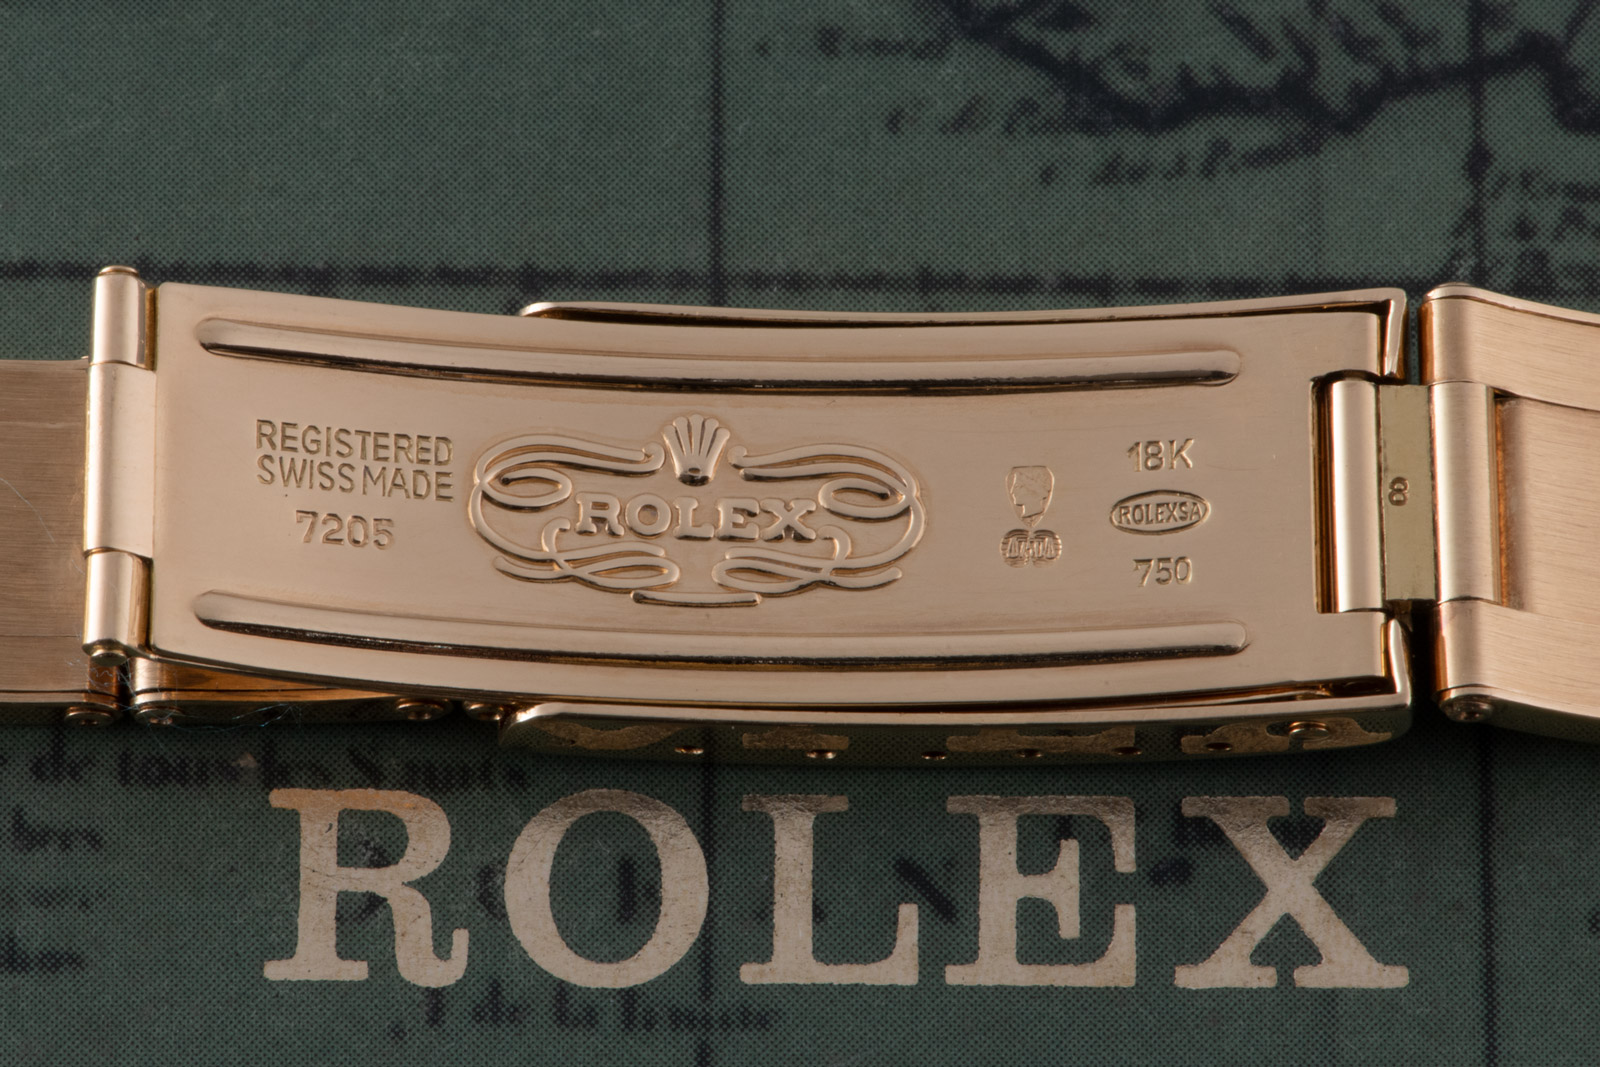 REGISTERED
SWISS MADE
7205
ROLEX
18K
ROLEXSA
750
8
ROLEX